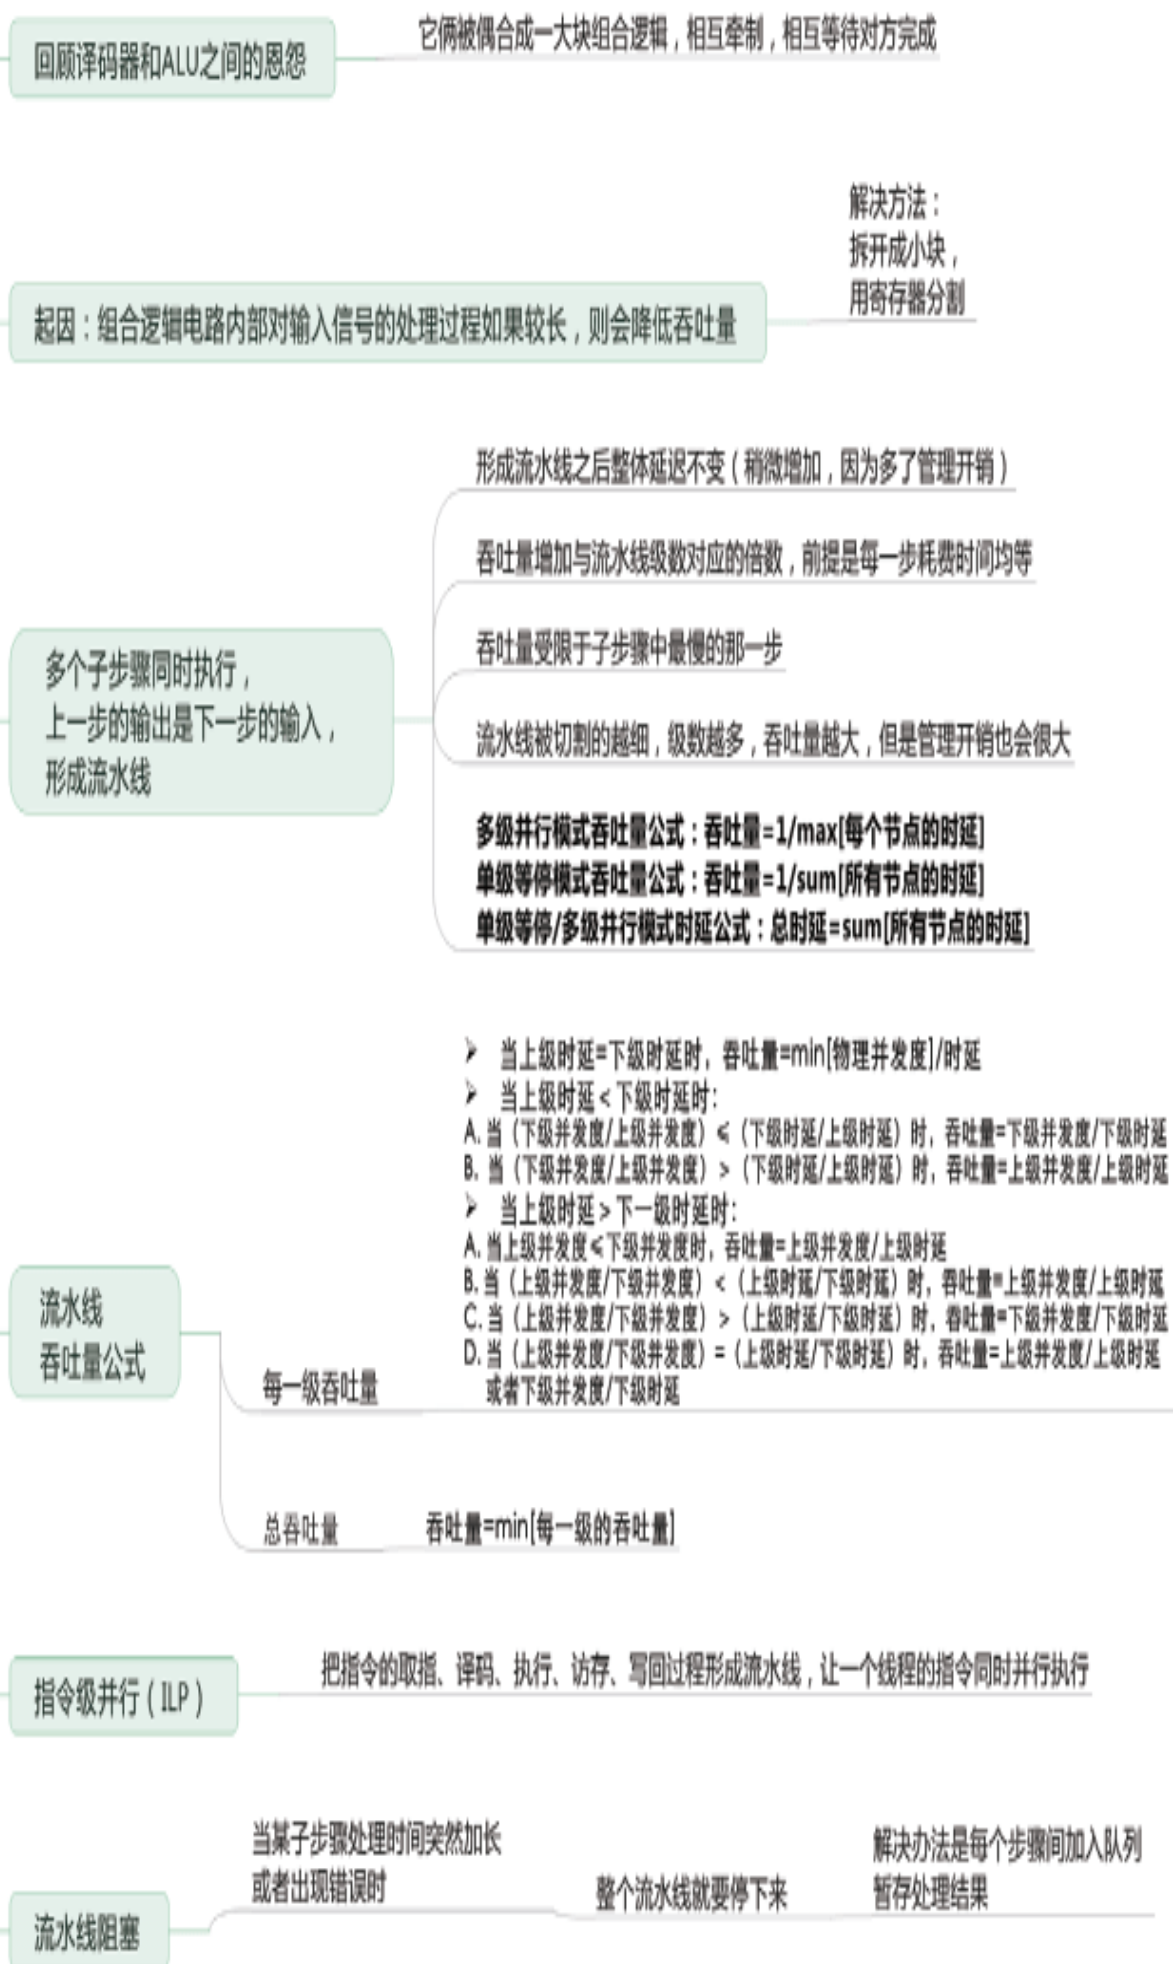 回顾译码器和ALU之间的恩怨
它俩被偶合成一大块组合逻辑，相互牵制，相互等待对方完成
起因：组合逻辑电路内部对输入信号的处理过程如果较长，则会降低吞吐量
解决方法：
拆开成小块，
用寄存器分割
多个子步骤同时执行，
上一步的输出是下一步的输入，
形成流水线
形成流水线之后整体延迟不变（稍微增加，因为多了管理开销）
吞吐量增加与流水线级数对应的倍数，前提是每一步耗费时间均等
吞吐量受限于子步骤中最慢的那一步
流水线被切割的越细，级数越多，吞吐量越大，但是管理开销也会很大
多级并行模式吞吐量公式：吞吐量=1/max[每个节点的时延]
单级等停模式吞吐量公式：吞吐量=1/sum[所有节点的时延]
单级等停/多级并行模式时延公式：总时延=sum[所有节点的时延]
流水线
吞吐量公式
每一级吞吐量
➢ 当上级时延=下级时延时，吞吐量=min[物理并发度]/时延
➢ 当上级时延＜下级时延时：
A. 当（下级并发度/上级并发度）≤（下级时延/上级时延）时，吞吐量=下级并发度/下级时延
B. 当（下级并发度/上级并发度）＞（下级时延/上级时延）时，吞吐量=上级并发度/上级时延
➢ 当上级时延＞下一级时延时：
A. 当上级并发度≤下级并发度时，吞吐量=上级并发度/上级时延
B. 当（上级并发度/下级并发度）＜（上级时延/下级时延）时，吞吐量=上级并发度/上级时延
C. 当（上级并发度/下级并发度）＞（上级时延/下级时延）时，吞吐量=下级并发度/下级时延
D. 当（上级并发度/下级并发度）=（上级时延/下级时延）时，吞吐量=上级并发度/上级时延
或者下级并发度/下级时延
总吞吐量
吞吐量=min[每一级的吞吐量]
指令级并行（ILP）
把指令的取指、译码、执行、访存、写回过程形成流水线，让一个线程的指令同时并行执行
流水线阻塞
当某子步骤处理时间突然加长
或者出现错误时
整个流水线就要停下来
解决办法是每个步骤间加入队列
暂存处理结果